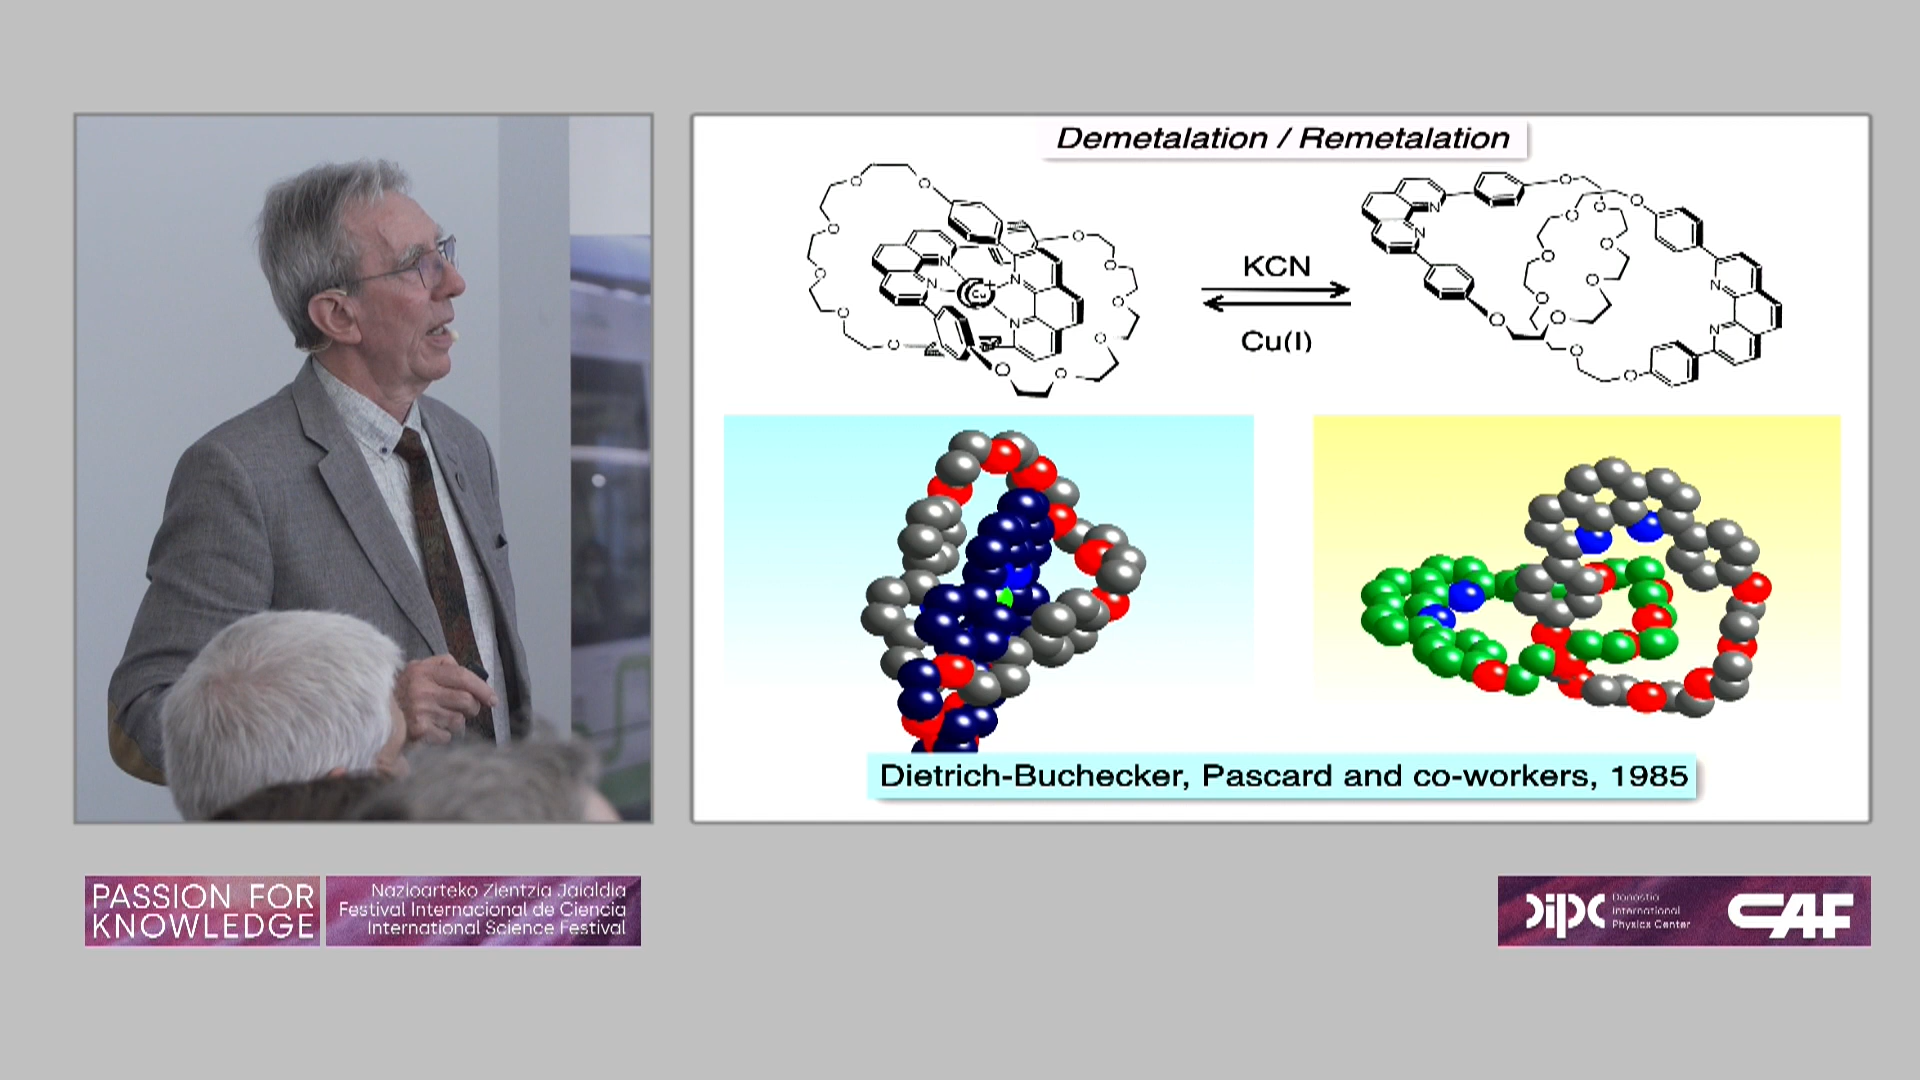 Demetalation / Remetalation
KCN
Cu(I)
Dietrich-Buchecker, Pascard and co-workers, 1985
PASSION FOR
KNOWLEDGE
Nazioarteko Zientzia Jaialdia
Festival Internacional de Ciencia
International Science Festival
dipc
Donostia
International
Physics Center
CAF